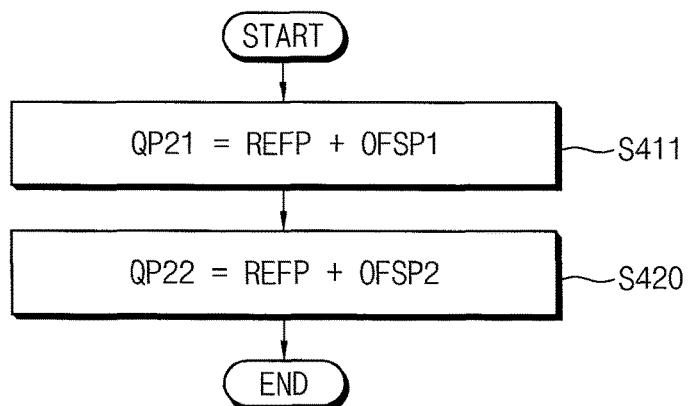 START
QP21 = REFP + OFSP1
S411
QP22 = REFP + OFSP2
S420
END